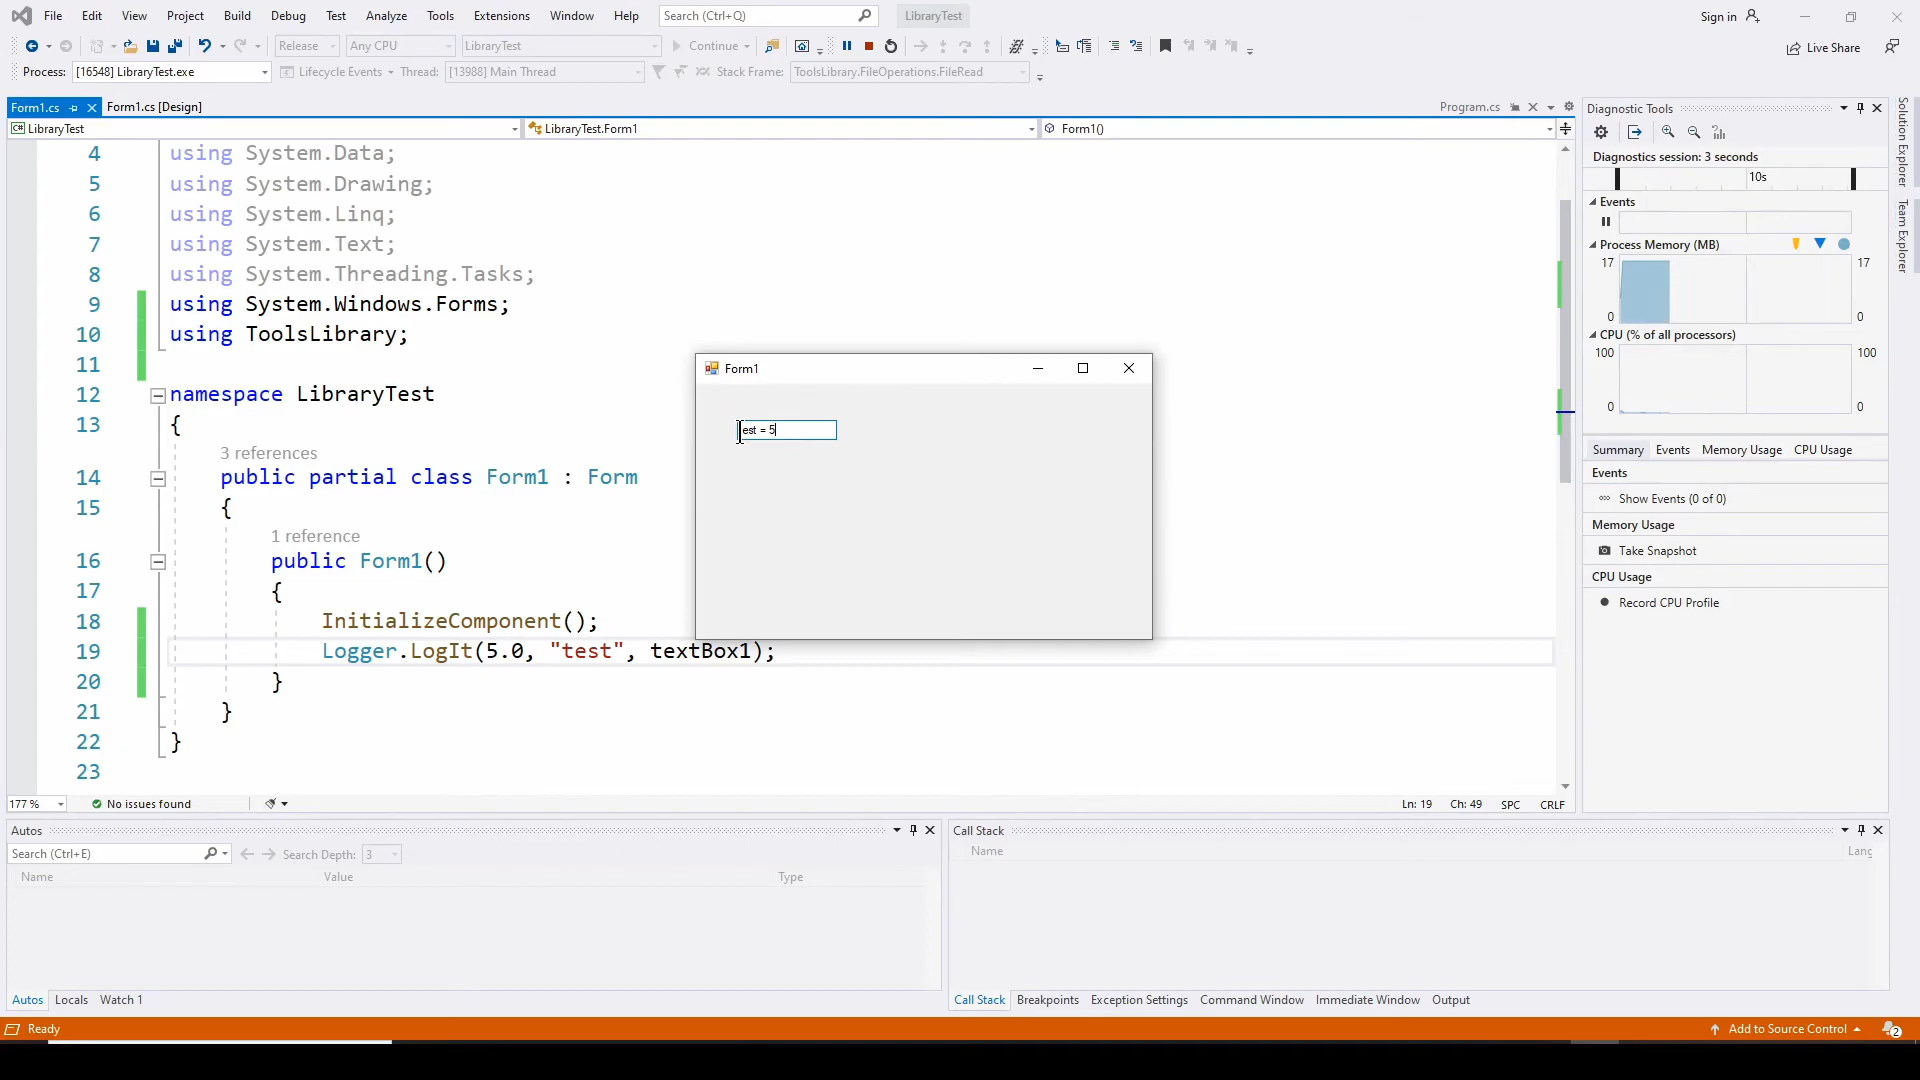 File Edit View Project Build Debug Test Analyze Tools Extensions Window Help Search (Ctrl+Q) LibraryTest Sign in
Release Any CPU LibraryTest Continue Live Share
Process: [16548] LibraryTest.exe Lifecycle Events Thread: [13988] Main Thread Stack Frame: ToolsLibrary.FileOperations.FileRead
Form1.cs Form1.cs [Design] Program.cs
C# LibraryTest LibraryTest.Form1 Form1()
4 using System.Data;
5 using System.Drawing;
6 using System.Linq;
7 using System.Text;
8 using System.Threading.Tasks;
9 using System.Windows.Forms;
10 using ToolsLibrary;
11
12 namespace LibraryTest
13 {
3 references
14 public partial class Form1 : Form
15 {
1 reference
16 public Form1()
17 {
18 InitializeComponent();
19 Logger.LogIt(5.0, "test", textBox1);
20 }
21 }
22 }
23
177 % No issues found Ln: 19 Ch: 49 SPC CRLF
Form1
est = 5
Diagnostic Tools
Diagnostics session: 3 seconds
10s
Events
Process Memory (MB)
17 17
0 0
CPU (% of all processors)
100 100
0 0
Summary Events Memory Usage CPU Usage
Events
Show Events (0 of 0)
Memory Usage
Take Snapshot
CPU Usage
Record CPU Profile
Solution Explorer
Team Explorer
Autos
Search (Ctrl+E) Search Depth: 3
Name Value Type
Autos Locals Watch 1
Call Stack
Name Lang
Call Stack Breakpoints Exception Settings Command Window Immediate Window Output
Ready Add to Source Control 2